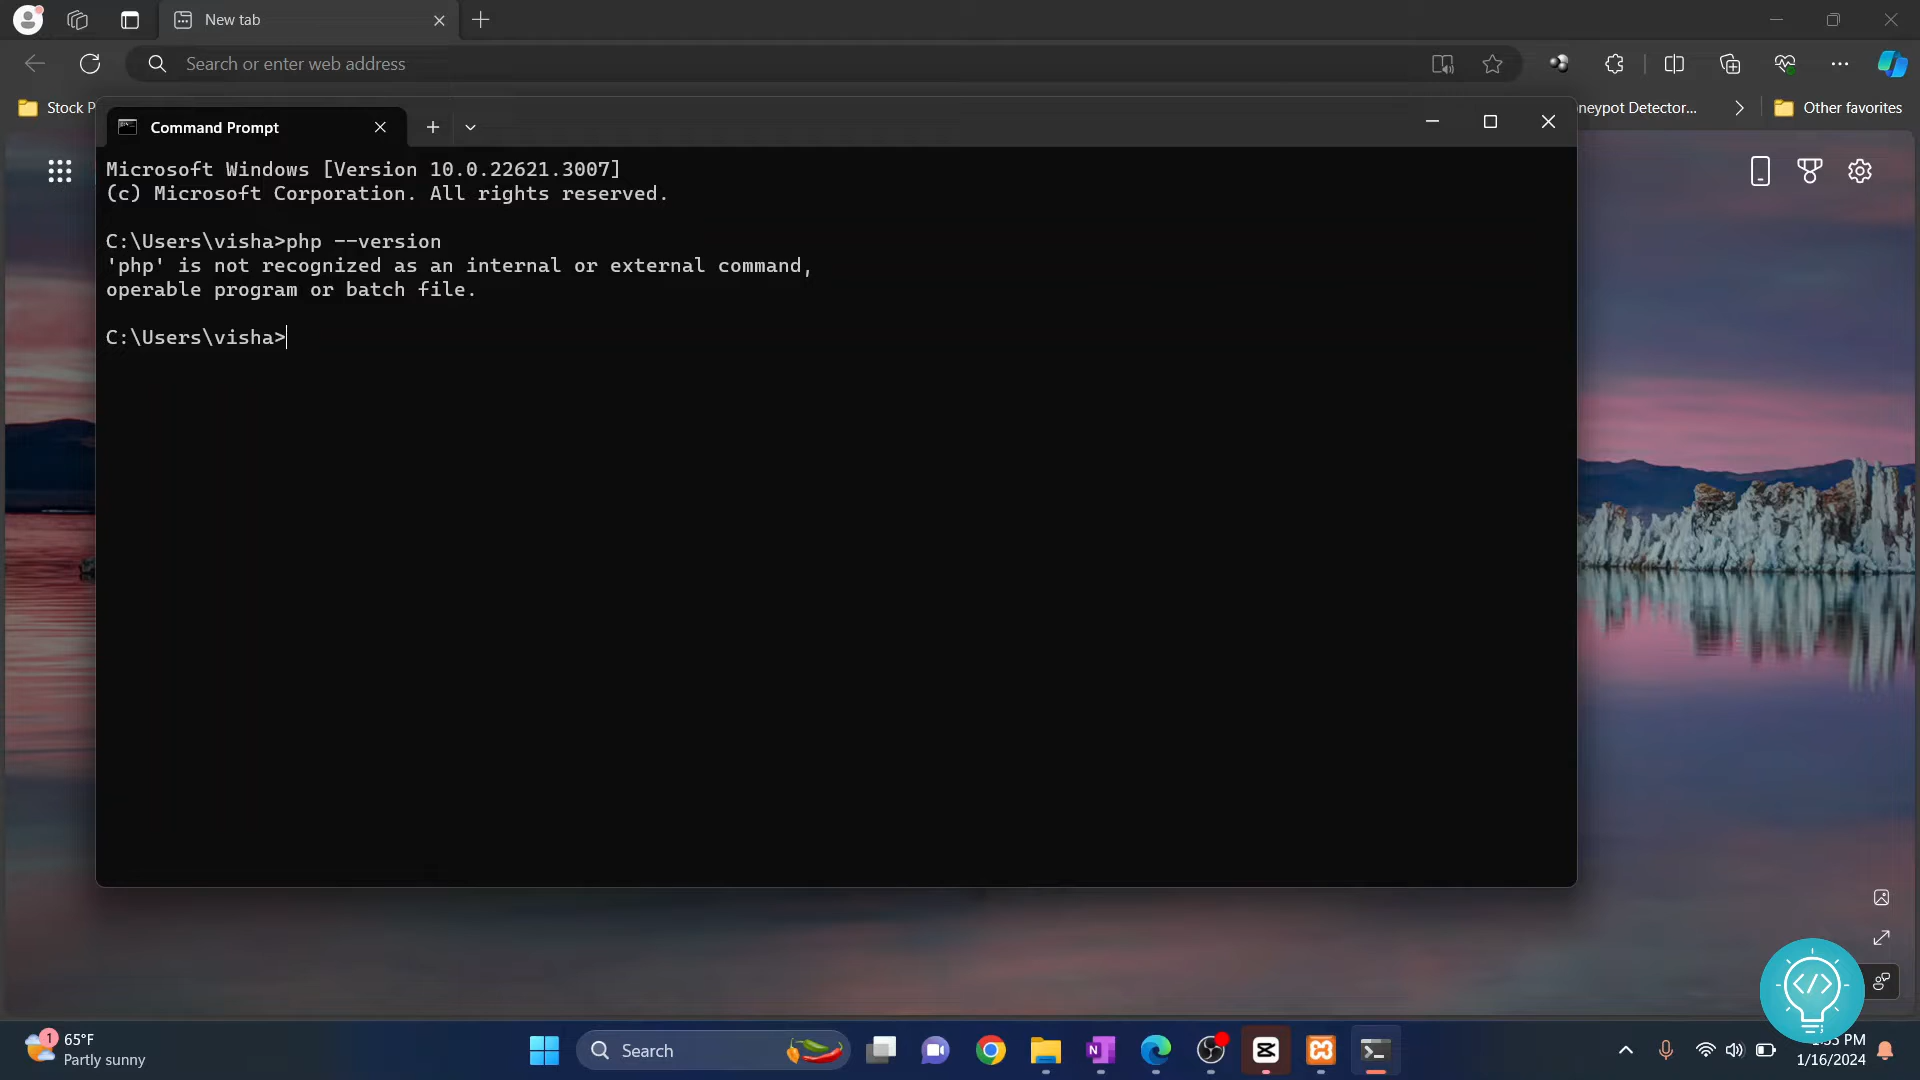 New tab
Search or enter web address
Stock P
neypot Detector...
Other favorites
Command Prompt
Microsoft Windows [Version 10.0.22621.3007]
(c) Microsoft Corporation. All rights reserved.
C:\Users\visha>php --version
'php' is not recognized as an internal or external command,
operable program or batch file.
C:\Users\visha>
</>
1
65°F
Partly sunny
Search
PM
1/16/2024